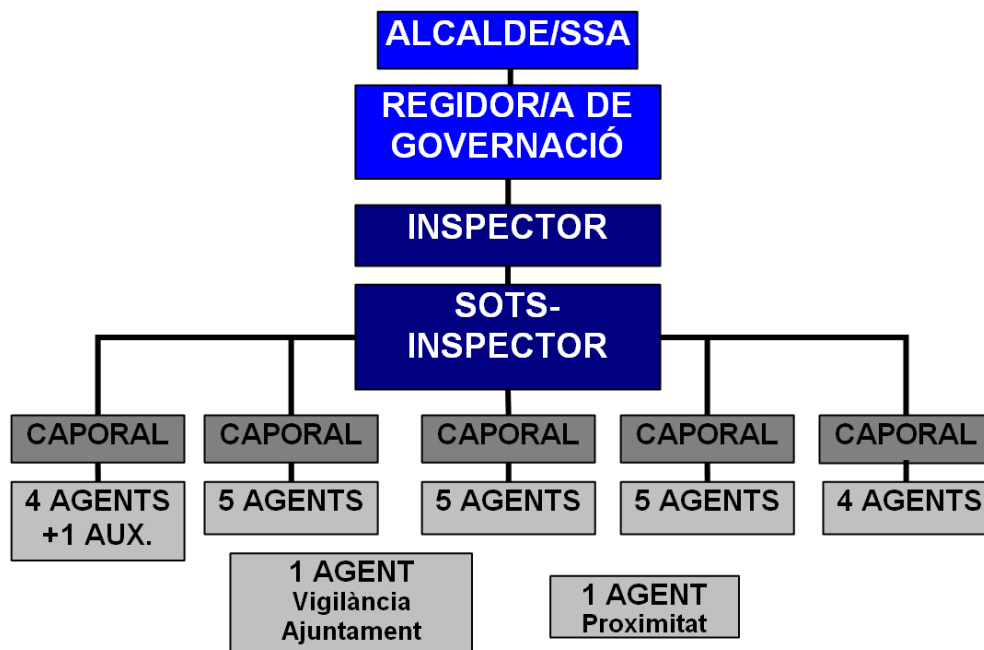 ALCALDE/SSA
REGIDOR/A DE
GOVERNACIÓ
INSPECTOR
SOTS-
INSPECTOR
CAPORAL
CAPORAL
CAPORAL
CAPORAL
CAPORAL
4 AGENTS
+1 AUX.
5 AGENTS
5 AGENTS
5 AGENTS
4 AGENTS
1 AGENT
Vigilància
Ajuntament
1 AGENT
Proximitat